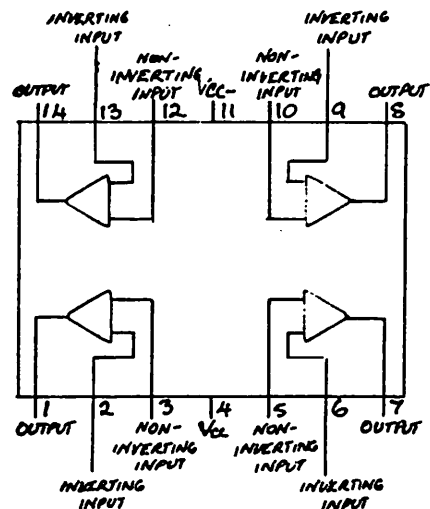 INVERTING
INPUT
INVERTING
INPUT
NON-
INVERTING
INPUT
VCC-
NON-
INVERTING
INPUT
OUTPUT
OUTPUT
14 13 12 11 10 9 8
1 2 3 4 5 6 7
OUTPUT
NON-
INVERTING
INPUT
Vcc
NON-
INVERTING
INPUT
OUTPUT
INVERTING
INPUT
INVERTING
INPUT